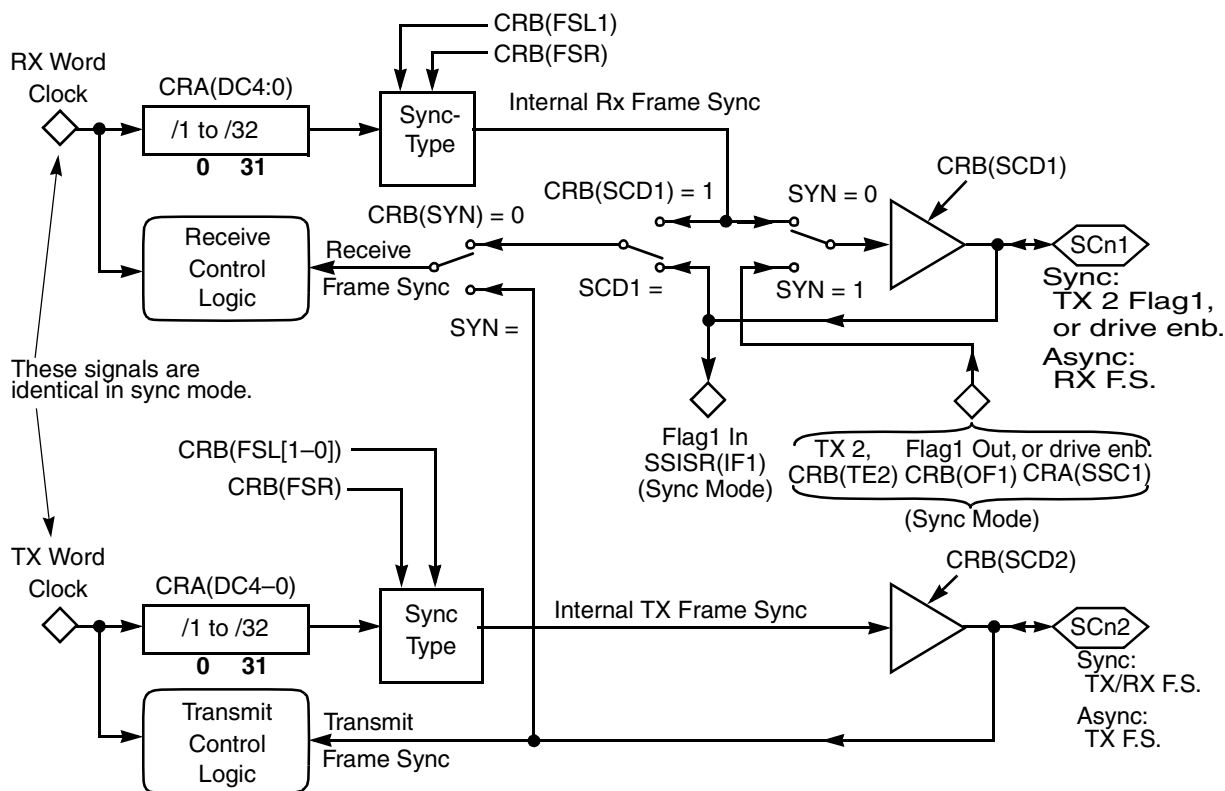 CRB(FSL1)
CRB(FSR)
RX Word
Clock
CRA(DC4:0)
/1 to /32
0 31
Sync-
Type
Internal Rx Frame Sync
CRB(SCD1) = 1
SYN = 0
CRB(SCD1)
CRB(SYN) = 0
Receive
Control
Logic
Receive
Frame Sync
SYN =
SCD1 =
SYN = 1
SCn1
Sync:
TX 2 Flag1,
or drive enb.
Async:
RX F.S.
These signals are
identical in sync mode.
Flag1 In
SSISR(IF1)
(Sync Mode)
TX 2, Flag1 Out, or drive enb.
CRB(TE2) CRB(OF1) CRA(SSC1)
(Sync Mode)
CRB(FSL[1–0])
CRB(FSR)
TX Word
Clock
CRA(DC4–0)
/1 to /32
0 31
Sync
Type
Internal TX Frame Sync
CRB(SCD2)
SCn2
Sync:
TX/RX F.S.
Async:
TX F.S.
Transmit
Control
Logic
Transmit
Frame Sync